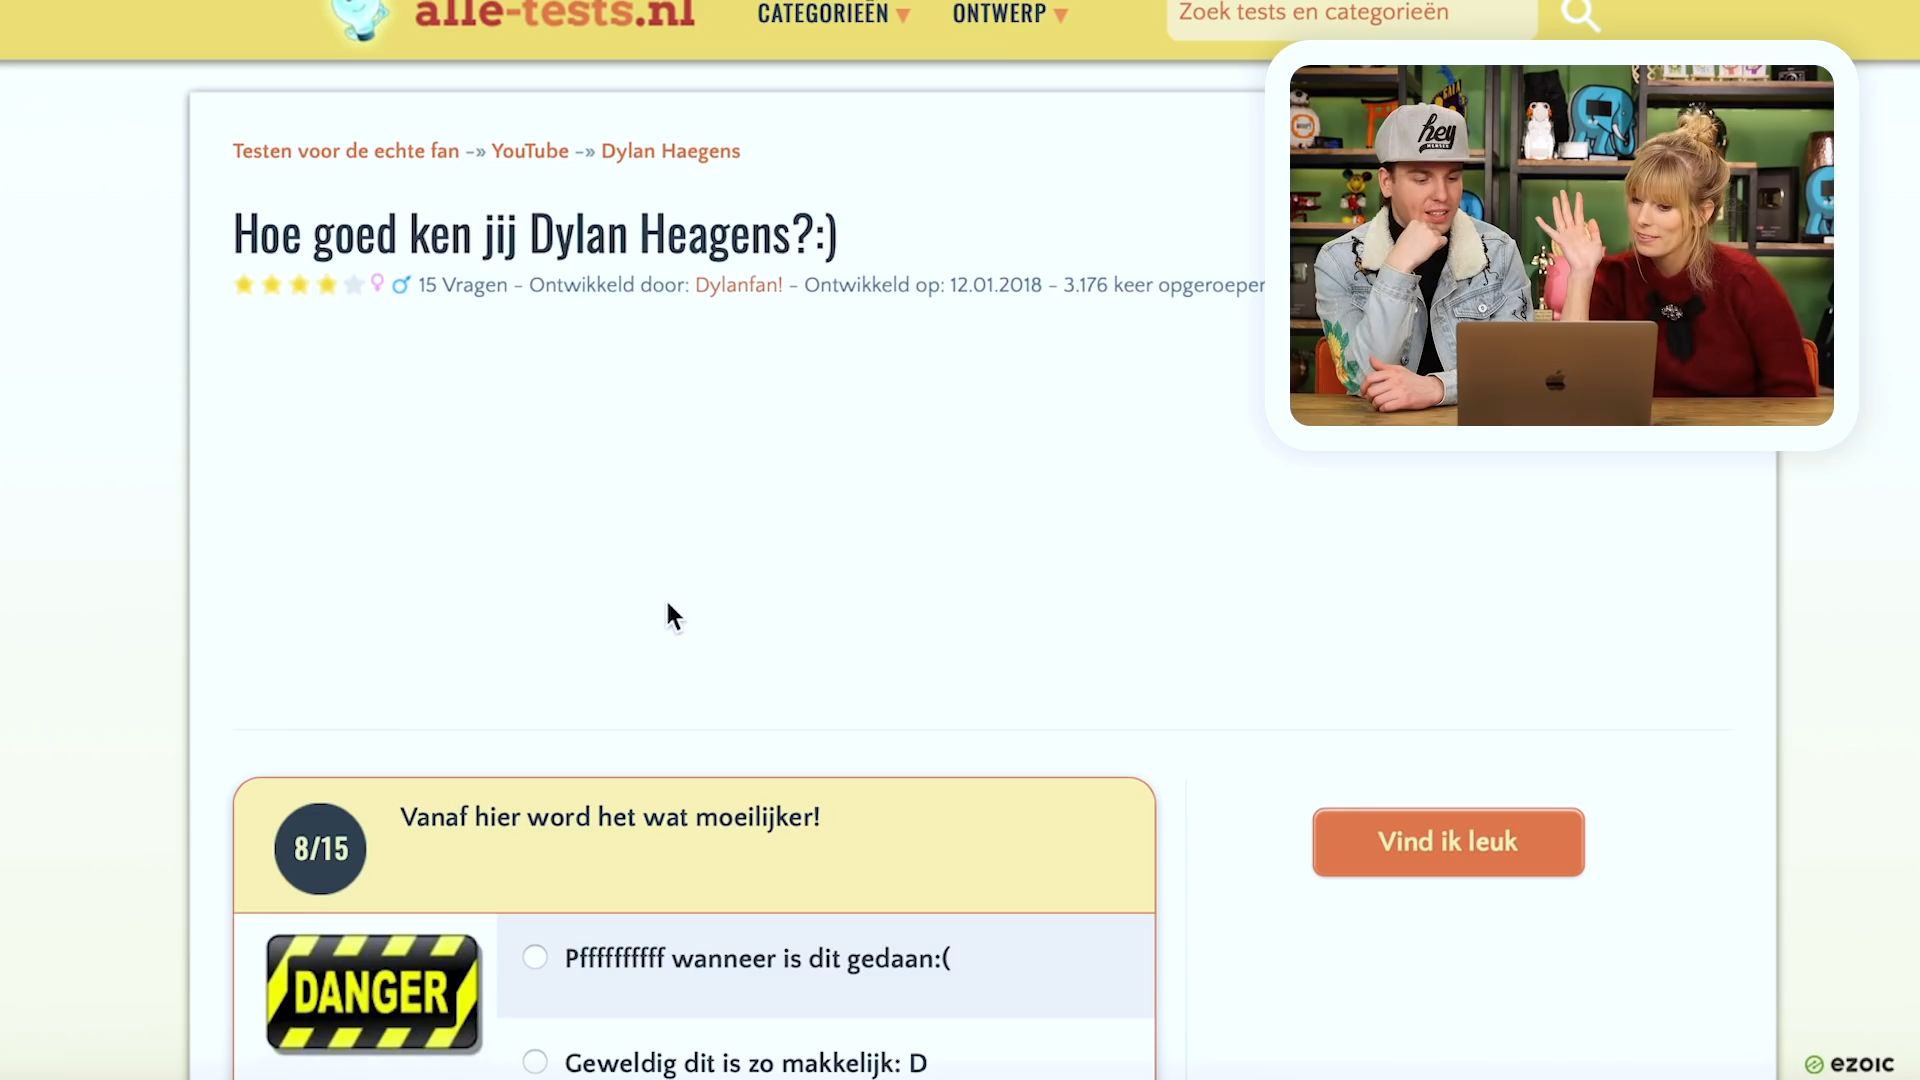 alle-tests.nl
CATEGORIEËN
ONTWERP
Zoek tests en categorieën
Testen voor de echte fan -» YouTube -» Dylan Haegens
Hoe goed ken jij Dylan Heagens?:)
15 Vragen - Ontwikkeld door: Dylanfan! - Ontwikkeld op: 12.01.2018 - 3.176 keer opgeroepen
hey
GAIA
8/15
Vanaf hier word het wat moeilijker!
Vind ik leuk
DANGER
Pffffffffff wanneer is dit gedaan:(
Geweldig dit is zo makkelijk: D
ezoic